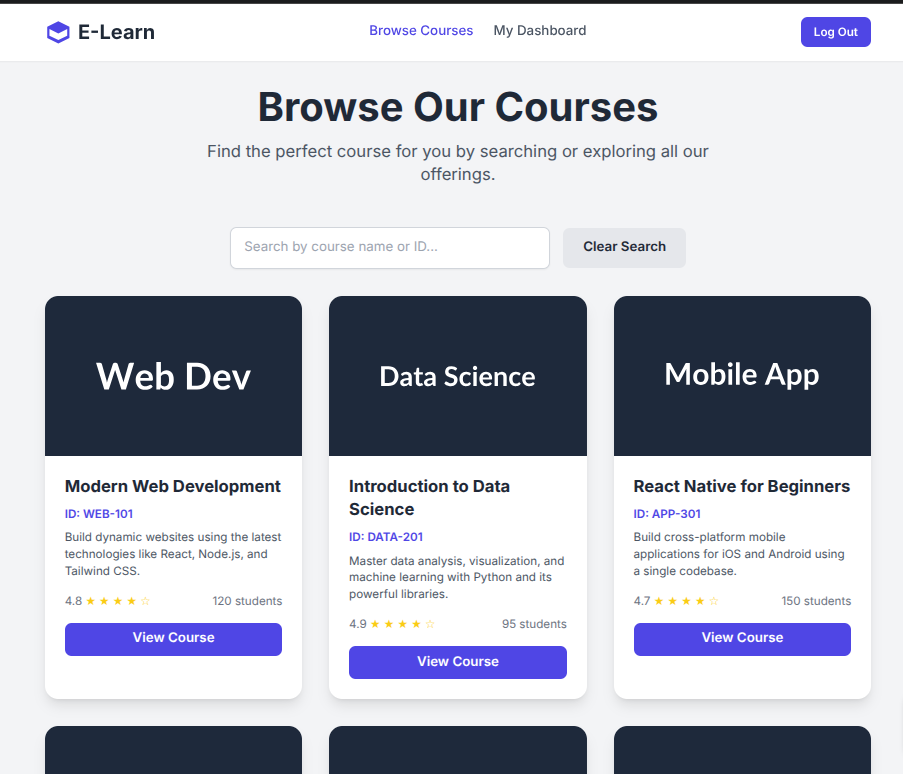 E-Learn
Browse Courses
My Dashboard
Log Out
Browse Our Courses
Find the perfect course for you by searching or exploring all our
offerings.
Search by course name or ID...
Clear Search
Web Dev
Modern Web Development
ID: WEB-101
Build dynamic websites using the latest
technologies like React, Node.js, and
Tailwind CSS.
4.8 ★ ★ ★ ★ ☆
120 students
View Course
Data Science
Introduction to Data
Science
ID: DATA-201
Master data analysis, visualization, and
machine learning with Python and its
powerful libraries.
4.9 ★ ★ ★ ★ ☆
95 students
View Course
Mobile App
React Native for Beginners
ID: APP-301
Build cross-platform mobile
applications for iOS and Android using
a single codebase.
4.7 ★ ★ ★ ★ ☆
150 students
View Course